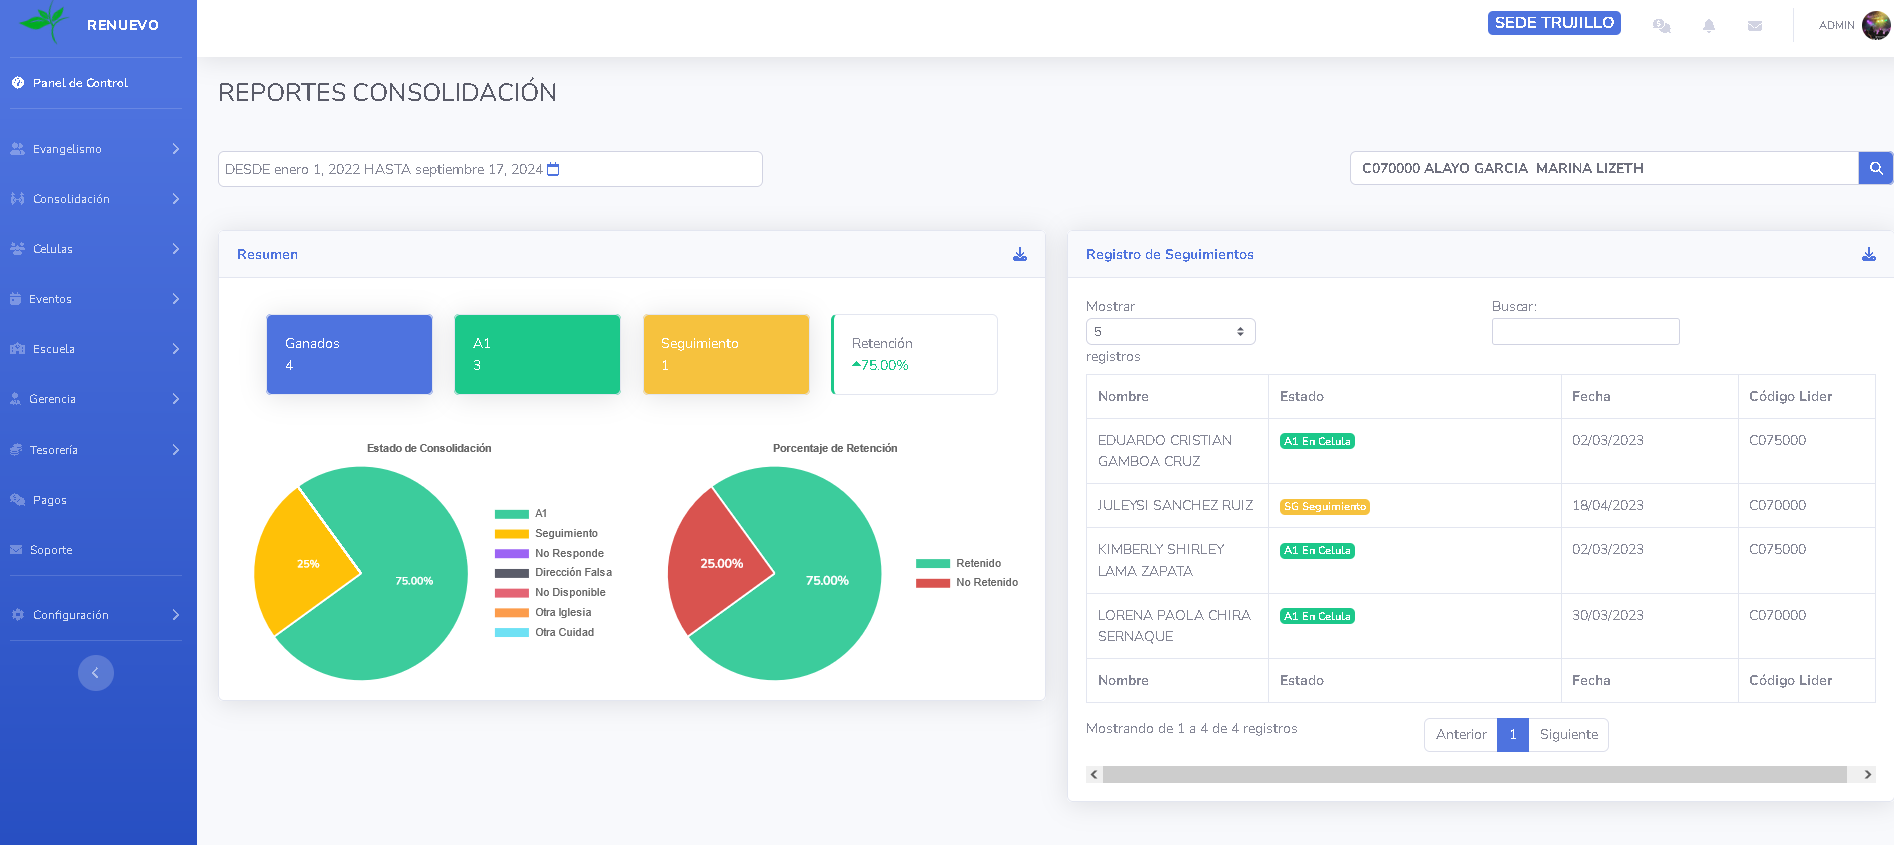 RENUEVO
SEDE TRUJILLO
ADMIN
Panel de Control
Evangelismo
Consolidación
Celulas
Eventos
Escuela
Gerencia
Tesorería
Pagos
Soporte
Configuración
REPORTES CONSOLIDACIÓN
DESDE enero 1, 2022 HASTA septiembre 17, 2024
C070000 ALAYO GARCIA MARINA LIZETH
Resumen
Ganados
4
A1
3
Seguimiento
1
Retención
75.00%
Estado de Consolidación
25%
75.00%
A1
Seguimiento
No Responde
Dirección Falsa
No Disponible
Otra Iglesia
Otra Cuidad
Porcentaje de Retención
25.00%
75.00%
Retenido
No Retenido
Registro de Seguimientos
Mostrar
5
registros
Buscar:
Nombre Estado Fecha Código Lider
EDUARDO CRISTIAN A1 En Celula 02/03/2023 C075000
GAMBOA CRUZ
JULEYSI SANCHEZ RUIZ SG Seguimiento 18/04/2023 C070000
KIMBERLY SHIRLEY A1 En Celula 02/03/2023 C075000
LAMA ZAPATA
LORENA PAOLA CHIRA A1 En Celula 30/03/2023 C070000
SERNAQUE
Nombre Estado Fecha Código Lider
Mostrando de 1 a 4 de 4 registros
Anterior 1 Siguiente